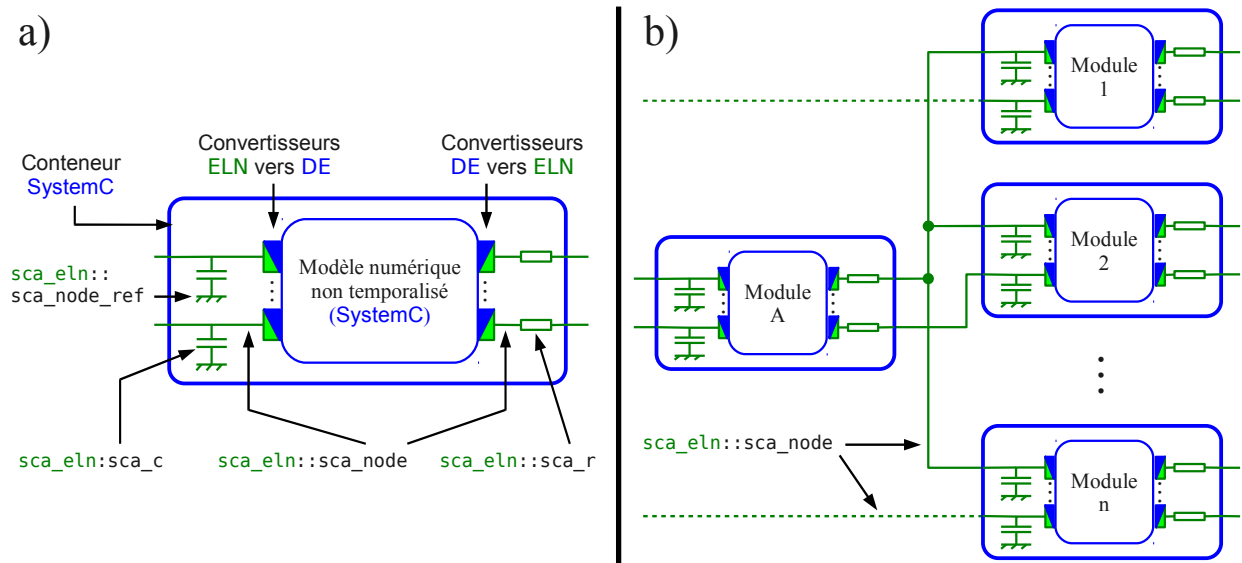 a)
Convertisseurs
ELN vers DE
Convertisseurs
DE vers ELN
Conteneur
SystemC
sca_eln::
sca_node_ref
Modèle numérique
non temporalisé
(SystemC)
sca_eln:sca_c
sca_eln::sca_node
sca_eln::sca_r
b)
Module
1
Module
2
Module
A
sca_eln::sca_node
Module
n